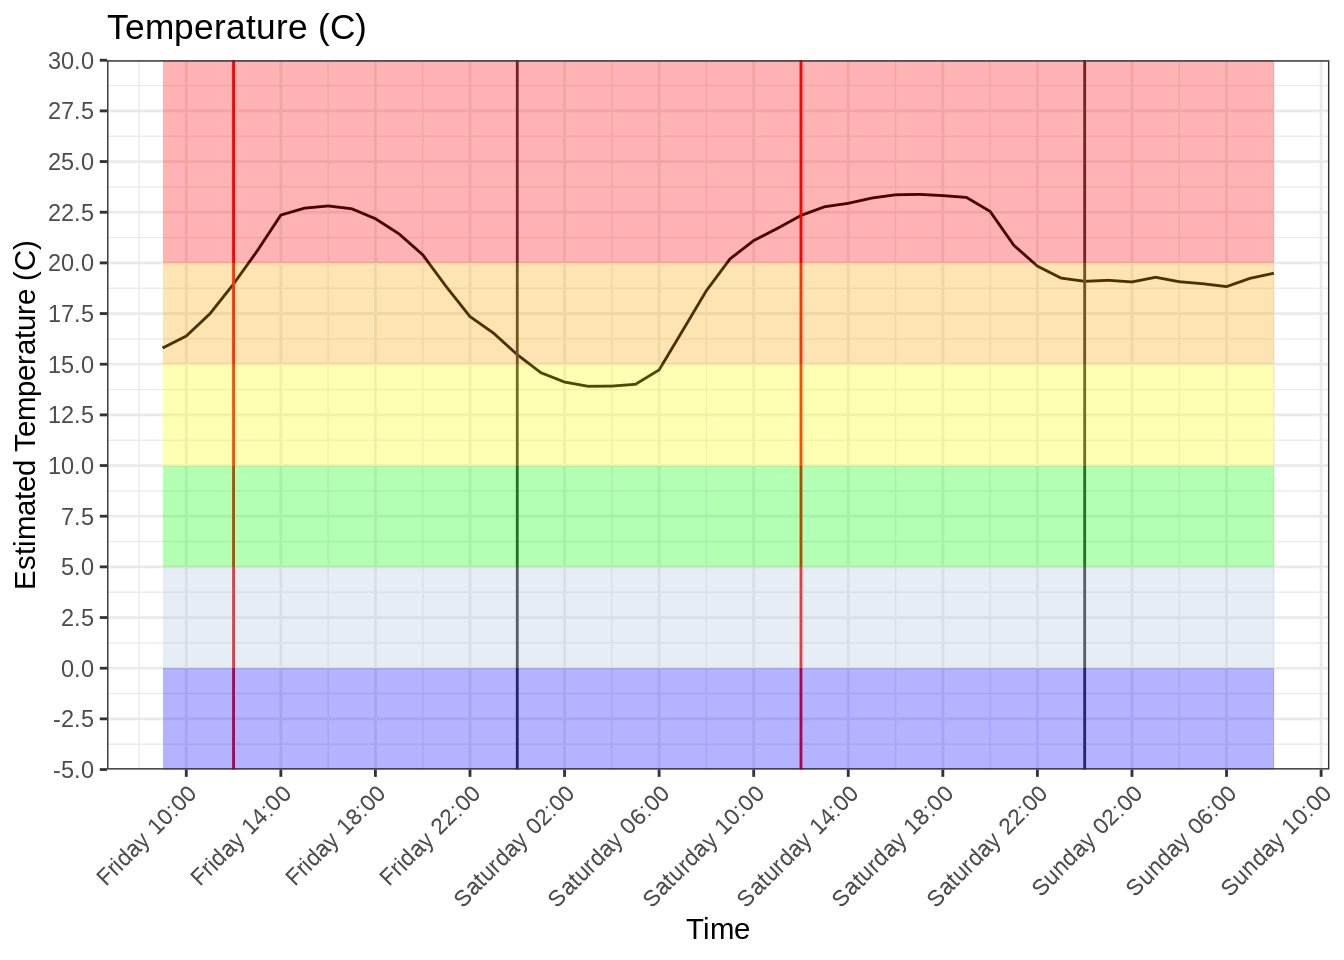 Temperature (C)
30.0
27.5
25.0
22.5
20.0
17.5
15.0
12.5
10.0
7.5
5.0
2.5
0.0
-2.5
-5.0
Estimated Temperature (C)
Friday 10:00
Friday 14:00
Friday 18:00
Friday 22:00
Saturday 02:00
Saturday 06:00
Saturday 10:00
Saturday 14:00
Saturday 18:00
Saturday 22:00
Sunday 02:00
Sunday 06:00
Sunday 10:00
Time